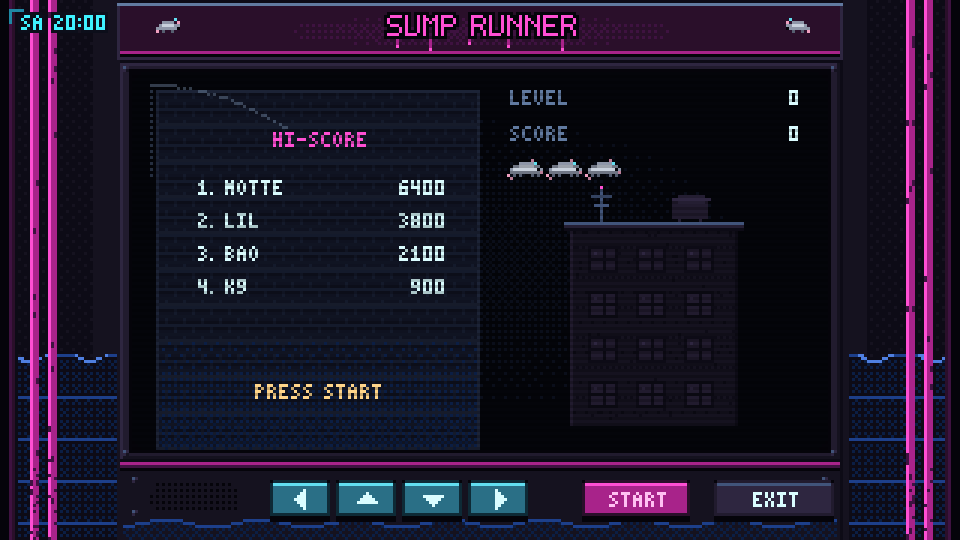 SA 20:00
SUMP RUNNER
HI-SCORE
1. MOTTE 6400
2. LIL 3800
3. BAO 2100
4. K9 900
PRESS START
LEVEL 0
SCORE 0
START
EXIT